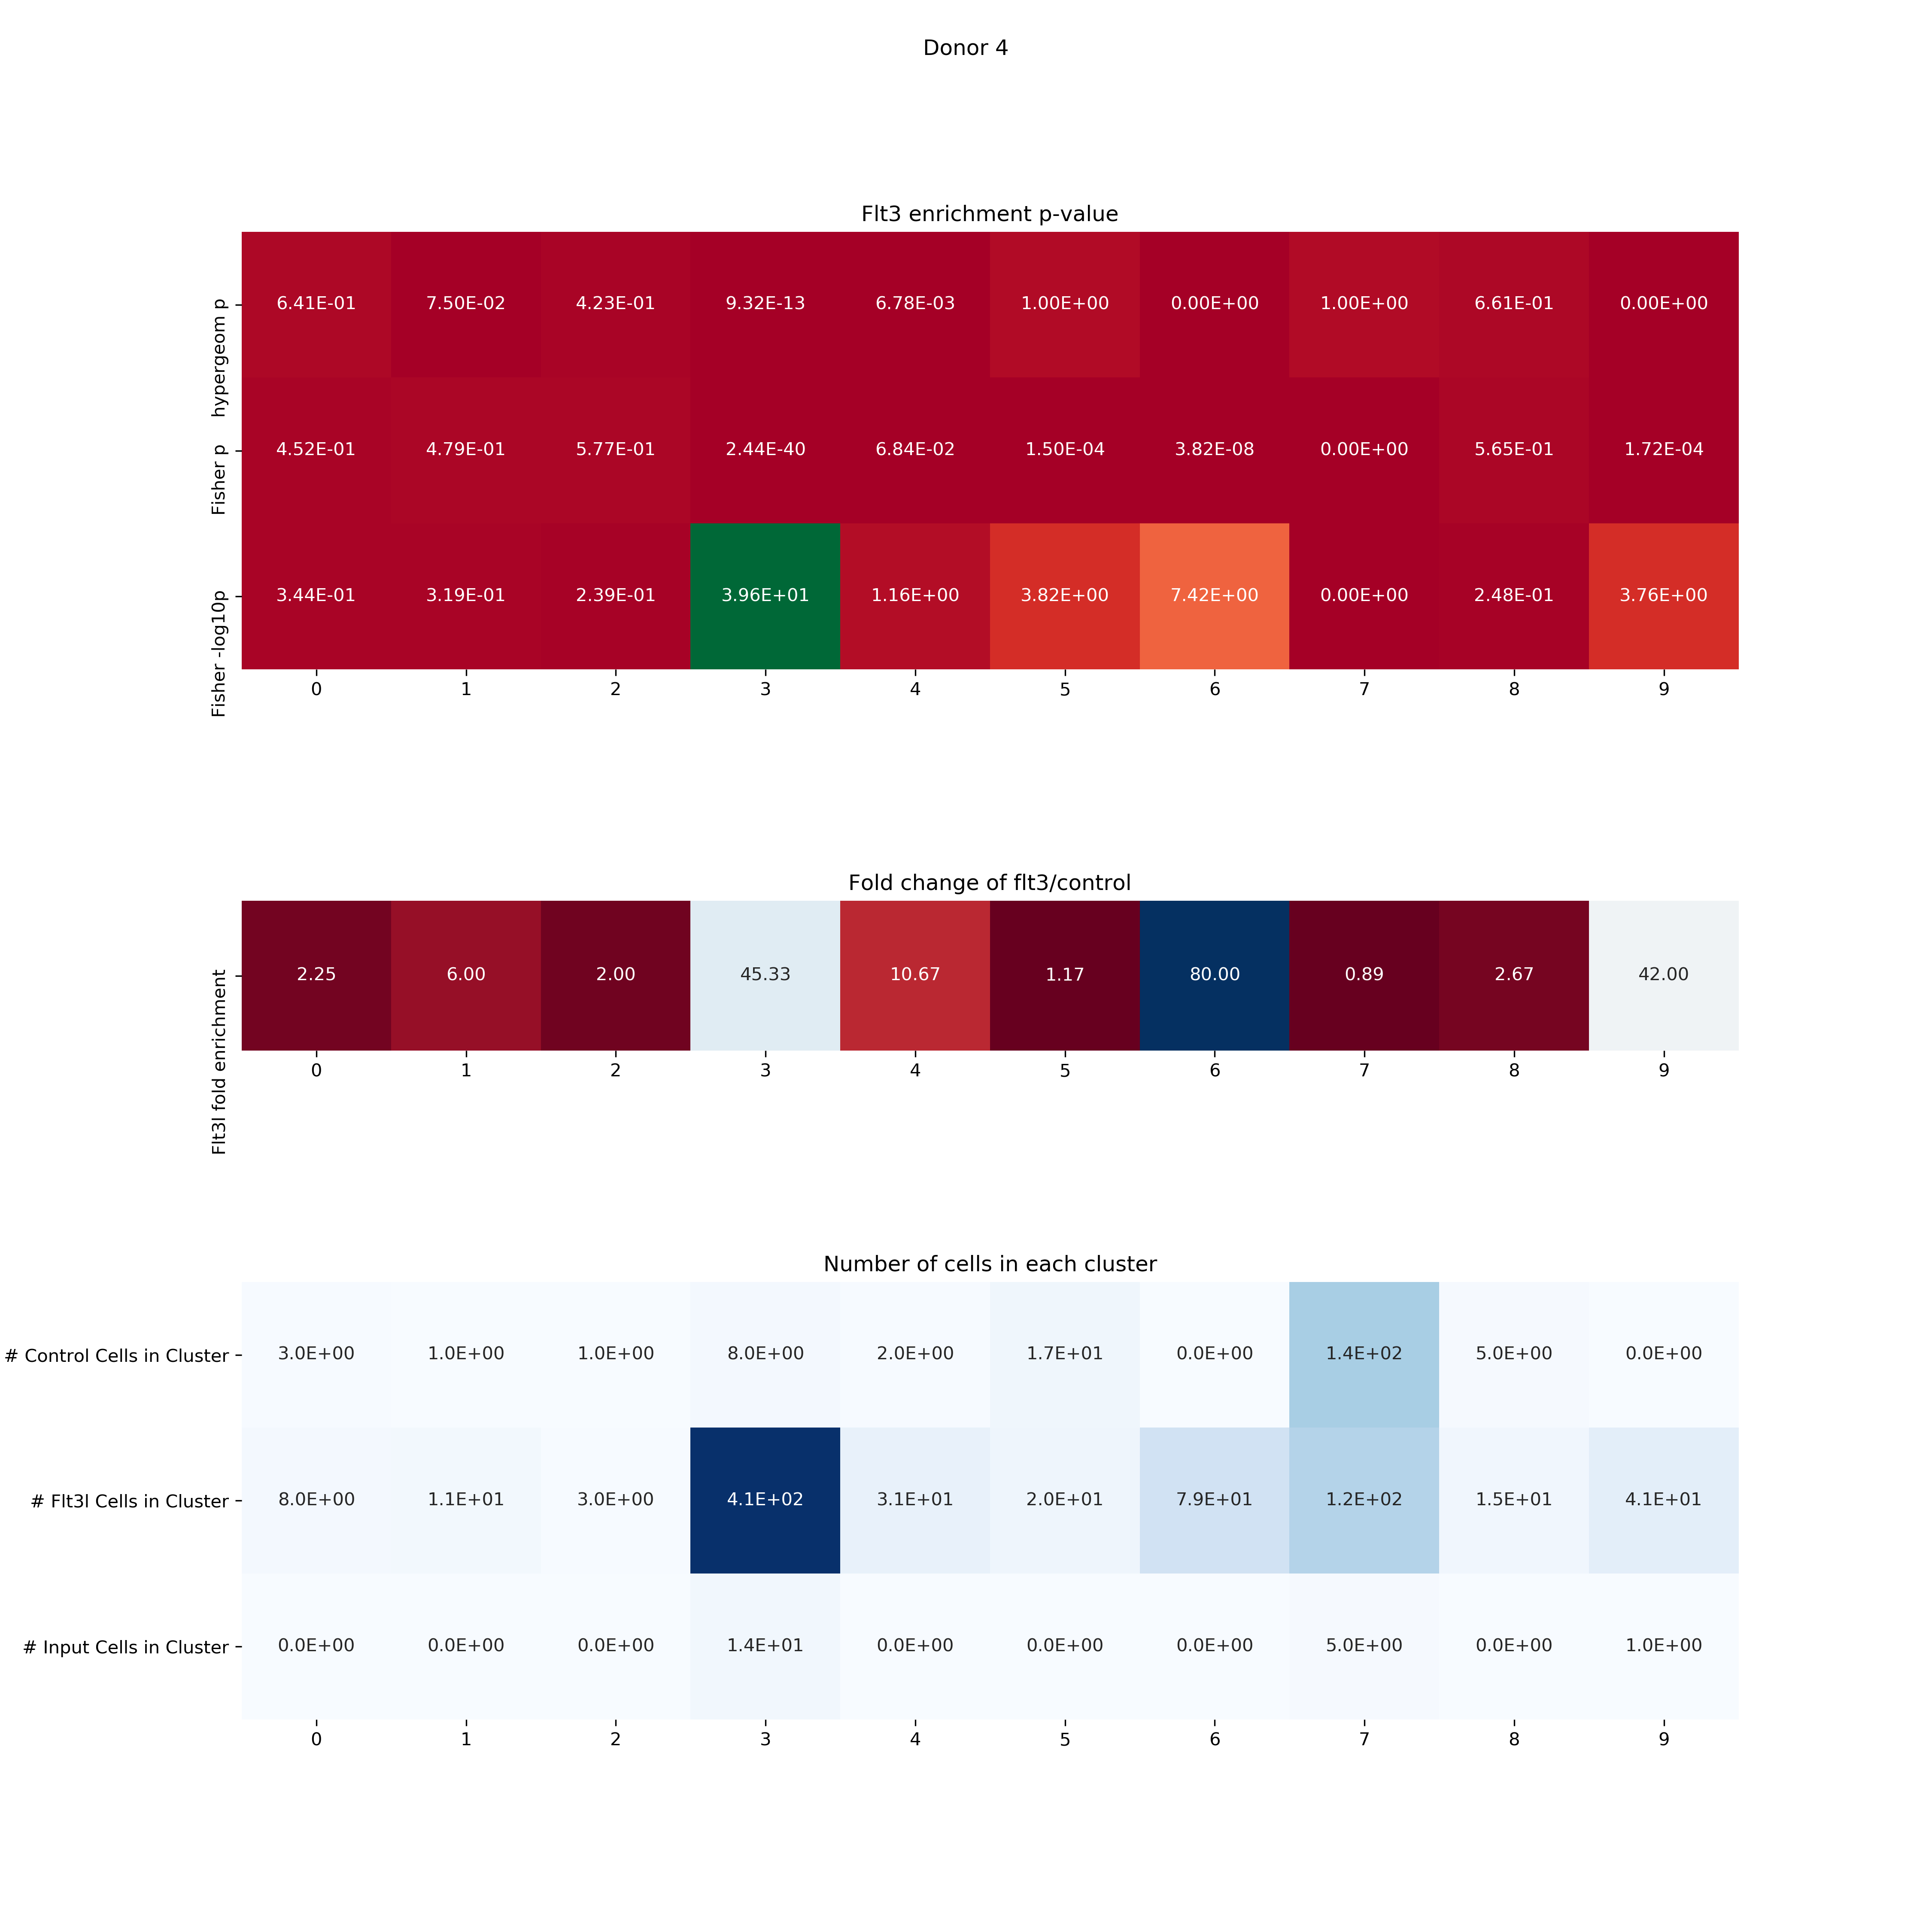 Donor 4
Flt3 enrichment p-value
hypergeom p
6.41E-01 7.50E-02 4.23E-01 9.32E-13 6.78E-03 1.00E+00 0.00E+00 1.00E+00 6.61E-01 0.00E+00
Fisher p
4.52E-01 4.79E-01 5.77E-01 2.44E-40 6.84E-02 1.50E-04 3.82E-08 0.00E+00 5.65E-01 1.72E-04
Fisher -log10p
3.44E-01 3.19E-01 2.39E-01 3.96E+01 1.16E+00 3.82E+00 7.42E+00 0.00E+00 2.48E-01 3.76E+00
0 1 2 3 4 5 6 7 8 9
Fold change of flt3/control
Flt3l fold enrichment
2.25 6.00 2.00 45.33 10.67 1.17 80.00 0.89 2.67 42.00
0 1 2 3 4 5 6 7 8 9
Number of cells in each cluster
# Control Cells in Cluster
3.0E+00 1.0E+00 1.0E+00 8.0E+00 2.0E+00 1.7E+01 0.0E+00 1.4E+02 5.0E+00 0.0E+00
# Flt3l Cells in Cluster
8.0E+00 1.1E+01 3.0E+00 4.1E+02 3.1E+01 2.0E+01 7.9E+01 1.2E+02 1.5E+01 4.1E+01
# Input Cells in Cluster
0.0E+00 0.0E+00 0.0E+00 1.4E+01 0.0E+00 0.0E+00 0.0E+00 5.0E+00 0.0E+00 1.0E+00
0 1 2 3 4 5 6 7 8 9